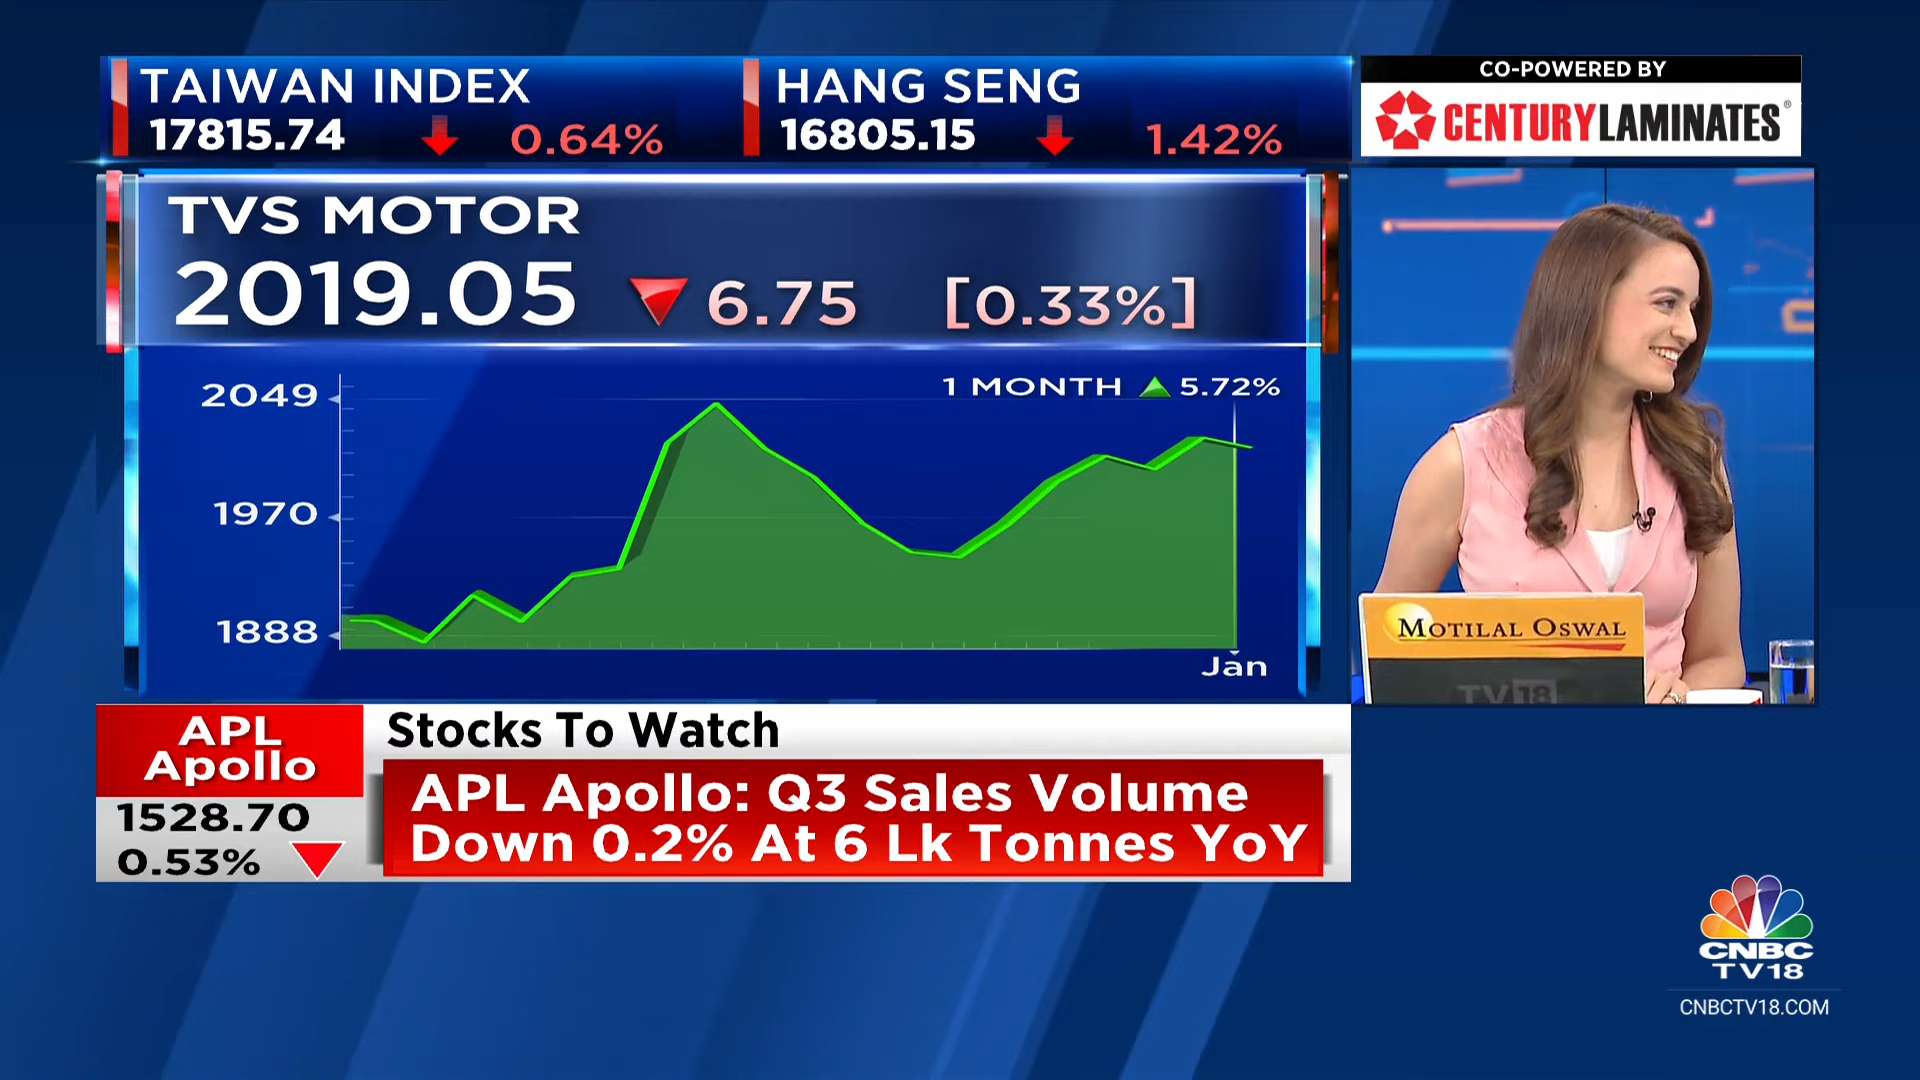 TAIWAN INDEX
17815.74 0.64%
HANG SENG
16805.15 1.42%
CO-POWERED BY
CENTURYLAMINATES®
TVS MOTOR
2019.05 6.75 [0.33%]
1 MONTH 5.72%
2049
1970
1888
Jan
MOTILAL OSWAL
TV18
APL
Apollo
1528.70
0.53%
Stocks To Watch
APL Apollo: Q3 Sales Volume
Down 0.2% At 6 Lk Tonnes YoY
CNBC
TV18
CNBCTV18.COM